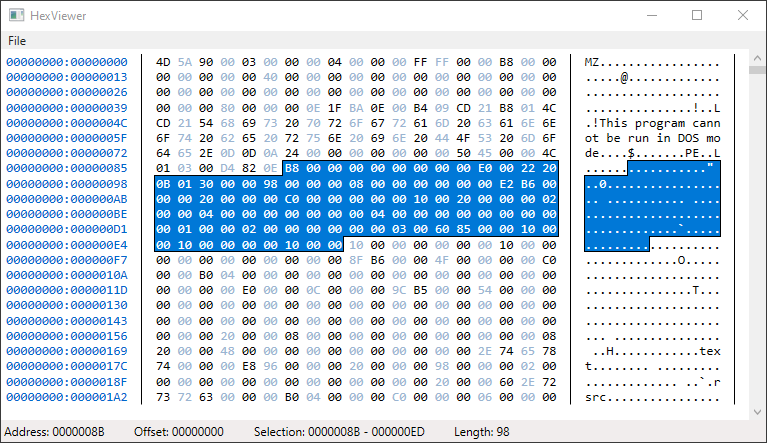 HexViewer
File
00000000:00000000 4D 5A 90 00 03 00 00 00 04 00 00 00 FF FF 00 00 B8 00 00 MZ.................
00000000:00000013 00 00 00 00 00 40 00 00 00 00 00 00 00 00 00 00 00 00 00 .....@.............
00000000:00000026 00 00 00 00 00 00 00 00 00 00 00 00 00 00 00 00 00 00 00 ...................
00000000:00000039 00 00 00 80 00 00 00 0E 1F BA 0E 00 B4 09 CD 21 B8 01 4C ...............!..L
00000000:0000004C CD 21 54 68 69 73 20 70 72 6F 67 72 61 6D 20 63 61 6E 6E .!This program cann
00000000:0000005F 6F 74 20 62 65 20 72 75 6E 20 69 6E 20 44 4F 53 20 6D 6F ot be run in DOS mo
00000000:00000072 64 65 2E 0D 0D 0A 24 00 00 00 00 00 00 00 50 45 00 00 4C de....$.......PE..L
00000000:00000085 01 03 00 D4 82 0E B8 00 00 00 00 00 00 00 00 E0 00 22 20 ................."
00000000:00000098 0B 01 30 00 00 98 00 00 00 08 00 00 00 00 00 00 E2 B6 00 ..0................
00000000:000000AB 00 00 20 00 00 00 C0 00 00 00 00 10 00 20 00 00 00 02 .. ......... .....
00000000:000000BE 00 00 04 00 00 00 00 00 00 00 04 00 00 00 00 00 00 00 00 ...................
00000000:000000D1 00 01 00 00 02 00 00 00 00 00 00 03 00 60 85 00 00 10 00 .............`.....
00000000:000000E4 00 10 00 00 00 00 10 00 00 10 00 00 00 00 00 00 10 00 00 ...................
00000000:000000F7 00 00 00 00 00 00 00 00 00 8F B6 00 00 4F 00 00 00 00 C0 .............O.....
00000000:0000010A 00 00 B0 04 00 00 00 00 00 00 00 00 00 00 00 00 00 00 00 ...................
00000000:0000011D 00 00 00 00 E0 00 00 0C 00 00 00 9C B5 00 00 54 00 00 00 ...............T...
00000000:00000130 00 00 00 00 00 00 00 00 00 00 00 00 00 00 00 00 00 00 00 ...................
00000000:00000143 00 00 00 00 00 00 00 00 00 00 00 00 00 00 00 00 00 00 00 ...................
00000000:00000156 00 00 00 20 00 00 08 00 00 00 00 00 00 00 00 00 00 00 08 ... ...............
00000000:00000169 20 00 00 48 00 00 00 00 00 00 00 00 00 00 00 2E 74 65 78 ..H............tex
00000000:0000017C 74 00 00 00 E8 96 00 00 00 20 00 00 00 98 00 00 00 02 00 t........ .........
00000000:0000018F 00 00 00 00 00 00 00 00 00 00 00 00 00 20 00 00 60 2E 72 ............. ..`.r
00000000:000001A2 73 72 63 00 00 00 B0 04 00 00 00 C0 00 00 00 06 00 00 00 src................
Address: 0000008B Offset: 00000000 Selection: 0000008B - 000000ED Length: 98